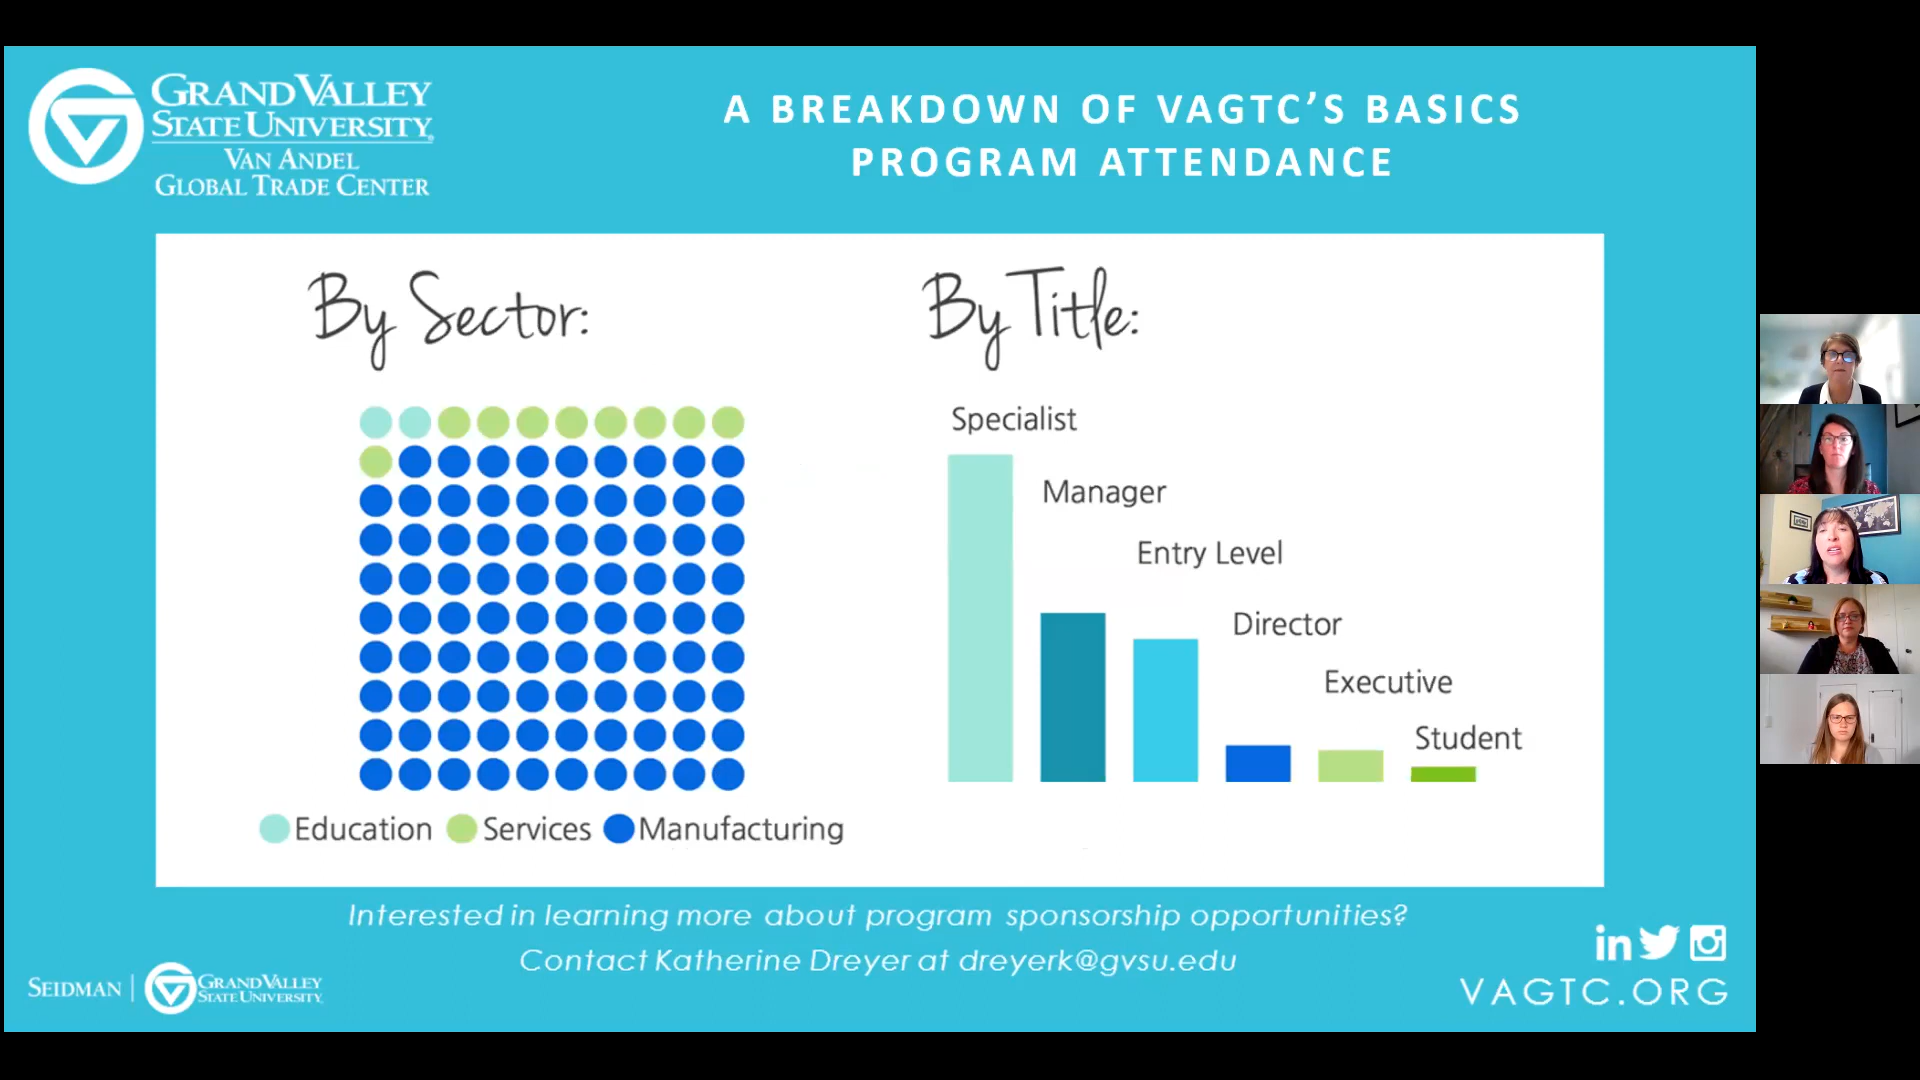 GRAND VALLEY
STATE UNIVERSITY
VAN ANDEL
GLOBAL TRADE CENTER
A BREAKDOWN OF VAGTC'S BASICS
PROGRAM ATTENDANCE
By Sector:
Education Services Manufacturing
By Title:
Specialist
Manager
Entry Level
Director
Executive
Student
Interested in learning more about program sponsorship opportunities?
Contact Katherine Dreyer at dreyerk@gvsu.edu
SEIDMAN | GRAND VALLEY
STATE UNIVERSITY
in
VAGTC.ORG